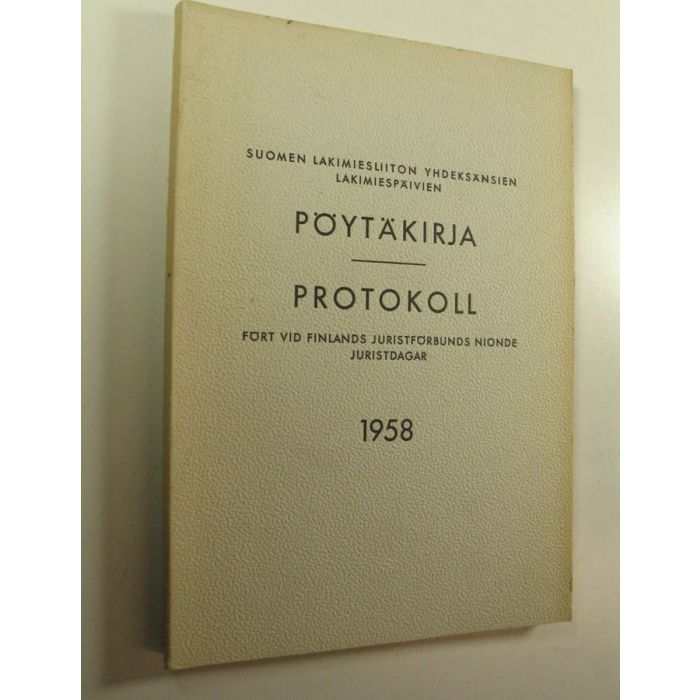 SUOMEN LAKIMIESLIITON YHDEKSÄNSIEN
LAKIMIESPÄIVIEN
PÖYTÄKIRJA
PROTOKOLL
FÖRT VID FINLANDS JURISTFÖRBUNDS NIONDE
JURISTDAGAR
1958